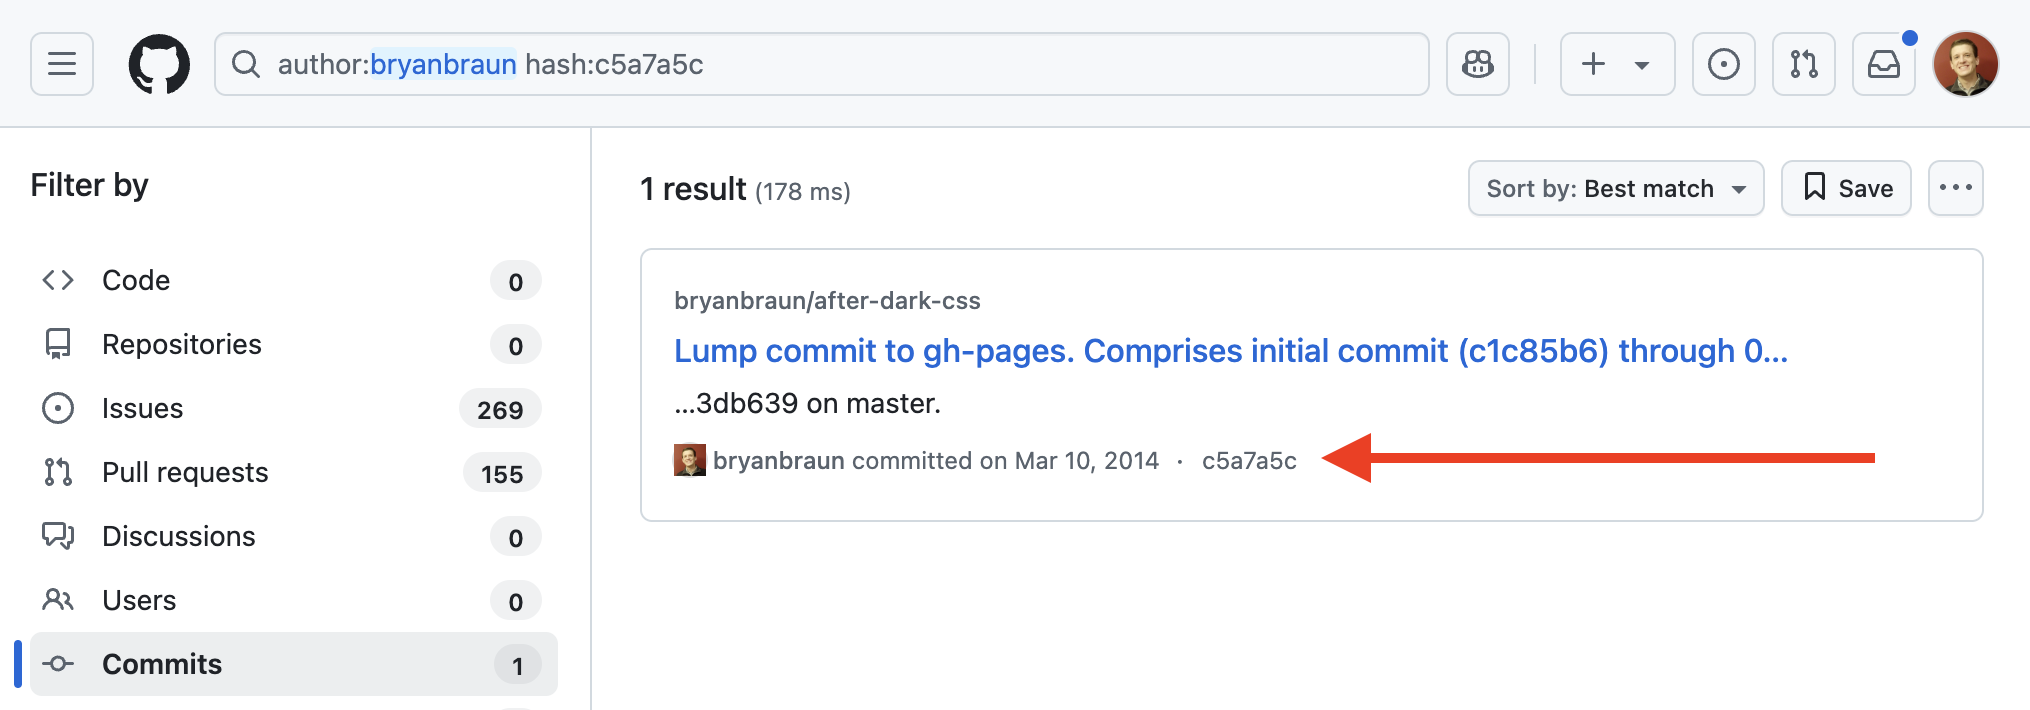 author:bryanbraun hash:c5a7a5c
Filter by
Code 0
Repositories 0
Issues 269
Pull requests 155
Discussions 0
Users 0
Commits 1
1 result (178 ms)
Sort by: Best match
Save
bryanbraun/after-dark-css
Lump commit to gh-pages. Comprises initial commit (c1c85b6) through 0...
...3db639 on master.
bryanbraun committed on Mar 10, 2014 · c5a7a5c